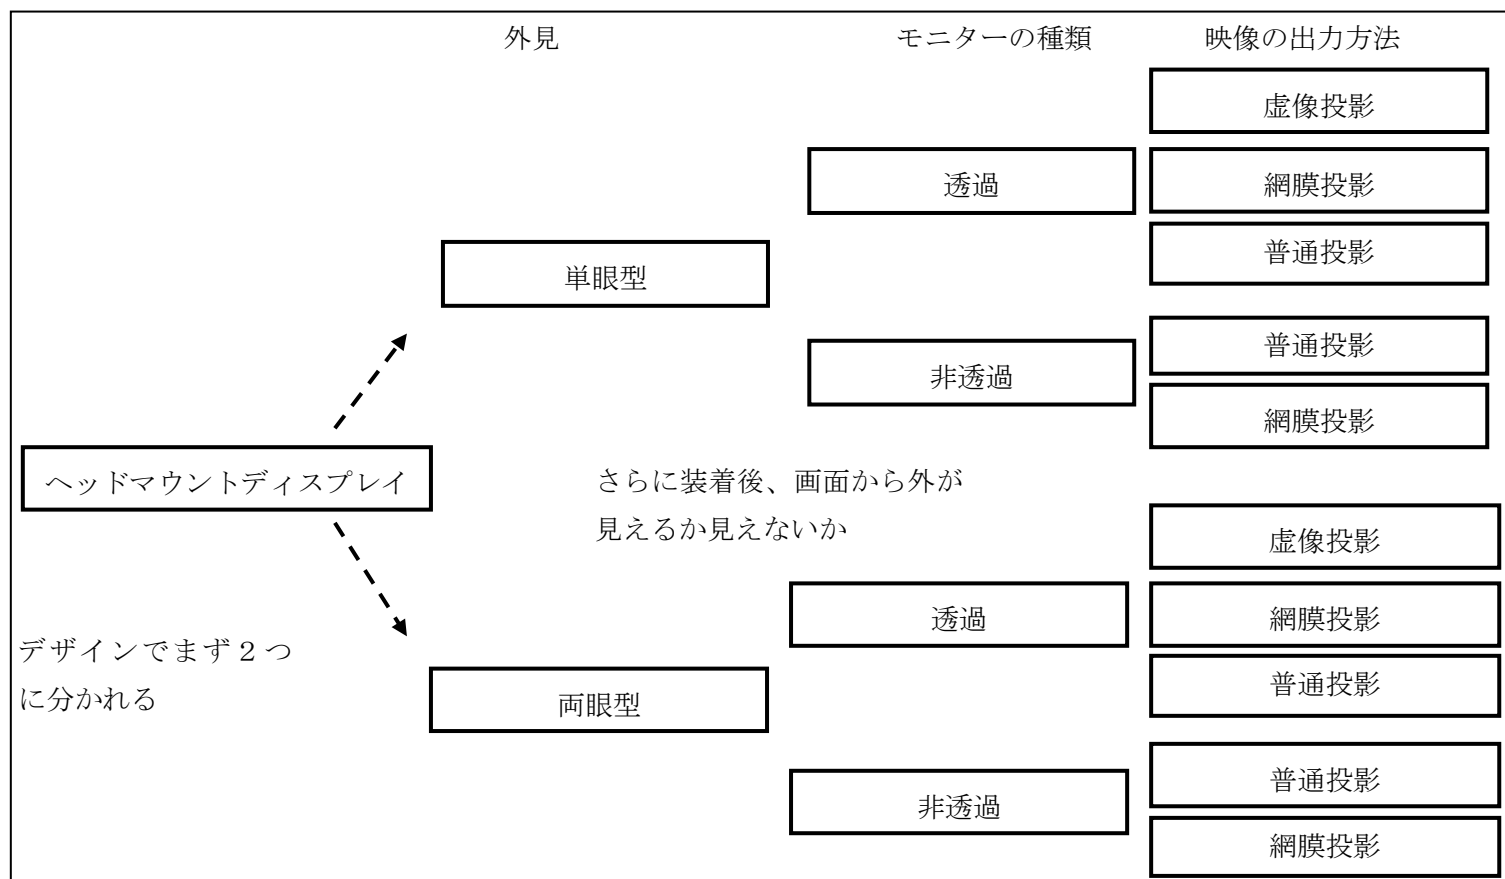 外見 モニターの種類 映像の出力方法
虚像投影
透過
網膜投影
普通投影
単眼型
普通投影
非透過
網膜投影
ヘッドマウントディスプレイ
さらに装着後、画面から外が
見えるか見えないか
虚像投影
透過
網膜投影
デザインでまず２つ
に分かれる
普通投影
両眼型
普通投影
非透過
網膜投影